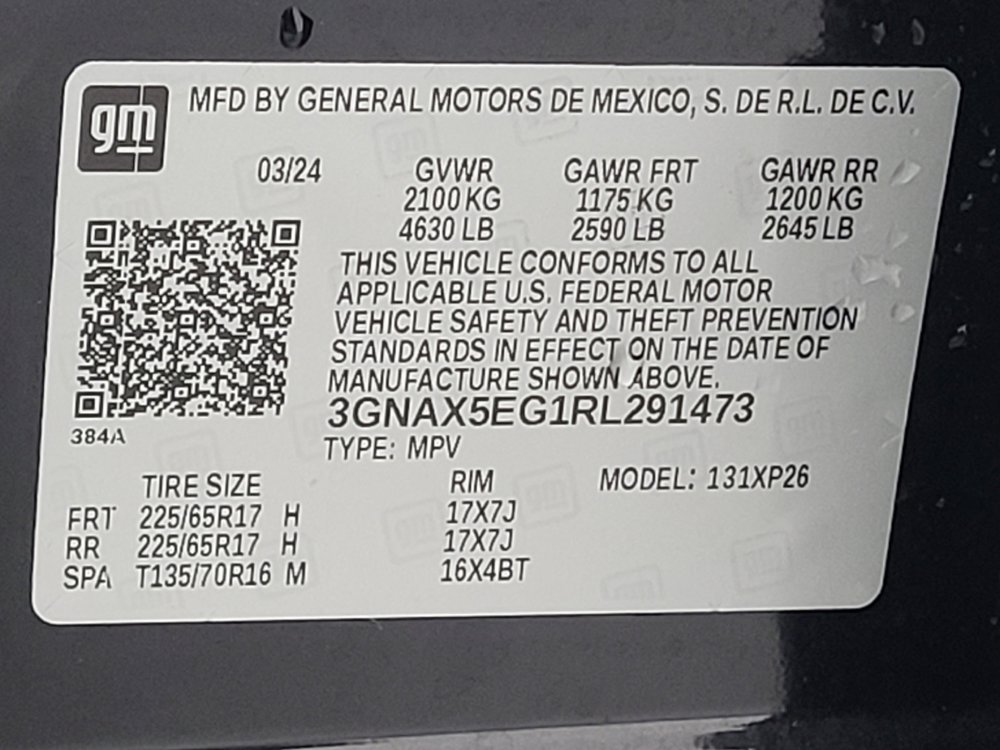 gm
MFD BY GENERAL MOTORS DE MEXICO, S. DE R.L. DE C.V.
03/24 GVWR GAWR FRT GAWR RR
2100 KG 1175 KG 1200 KG
4630 LB 2590 LB 2645 LB
THIS VEHICLE CONFORMS TO ALL
APPLICABLE U.S. FEDERAL MOTOR
VEHICLE SAFETY AND THEFT PREVENTION
STANDARDS IN EFFECT ON THE DATE OF
MANUFACTURE SHOWN ABOVE.
3GNAX5EG1RL291473
384A
TYPE: MPV
TIRE SIZE RIM MODEL: 131XP26
FRT 225/65R17 H 17X7J
RR 225/65R17 H 17X7J
SPA T135/70R16 M 16X4BT